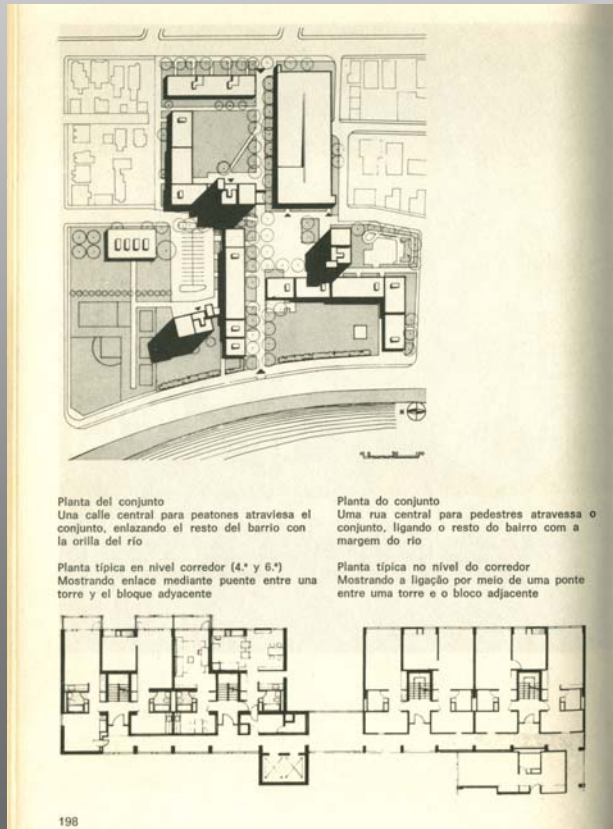 Planta del conjunto
Una calle central para peatones atraviesa el
conjunto, enlazando el resto del barrio con
la orilla del río
Planta típica en nivel corredor (4.° y 6.°)
Mostrando enlace mediante puente entre una
torre y el bloque adyacente
Planta do conjunto
Uma rua central para pedestres atravessa o
conjunto, ligando o resto do bairro com a
margem do rio
Planta típica no nível do corredor
Mostrando a ligação por meio de uma ponte
entre uma torre e o bloco adjacente
198